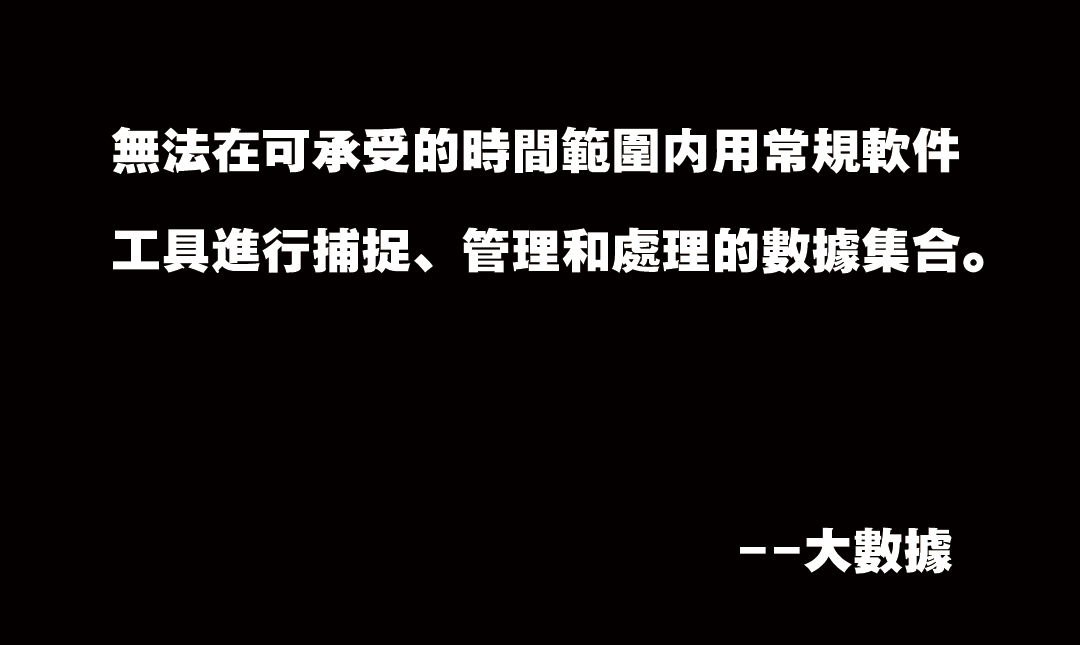 無法在可承受的時間範圍内用常規軟件
工具進行捕捉、管理和處理的數據集合。
--大數據